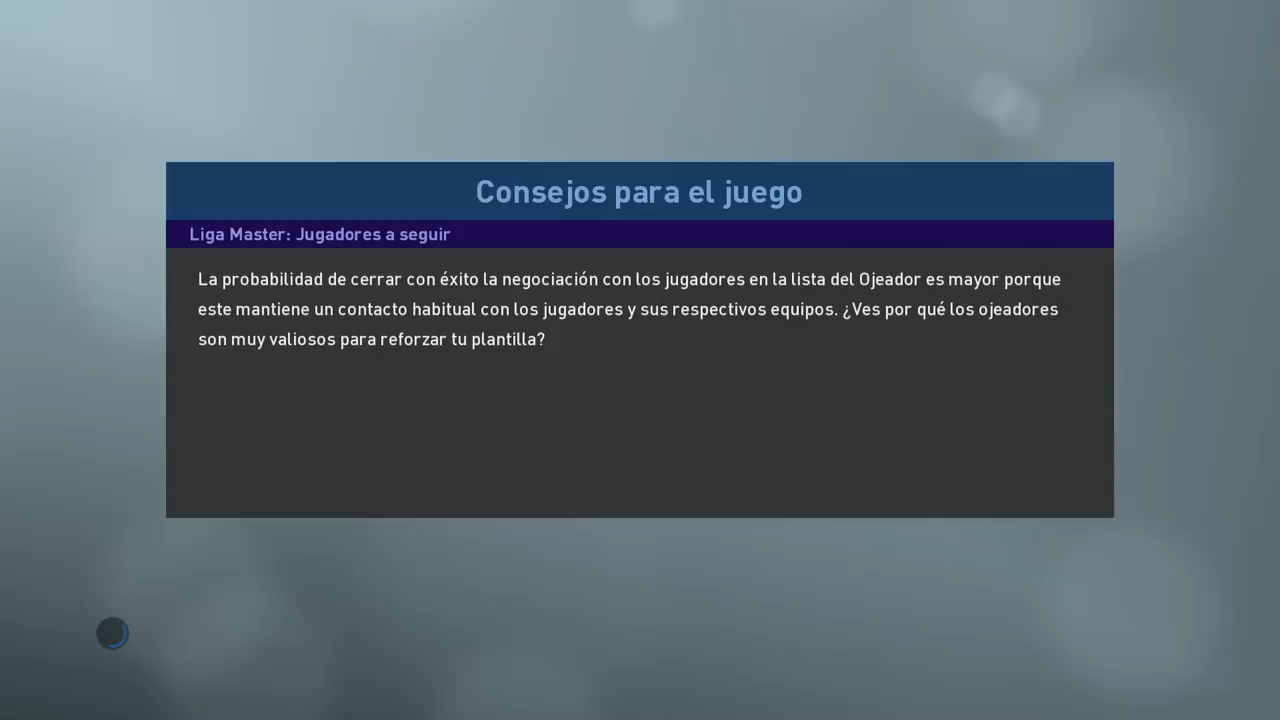 Consejos para el juego
Liga Master: Jugadores a seguir
La probabilidad de cerrar con éxito la negociación con los jugadores en la lista del Ojeador es mayor porque
este mantiene un contacto habitual con los jugadores y sus respectivos equipos. ¿Ves por qué los ojeadores
son muy valiosos para reforzar tu plantilla?